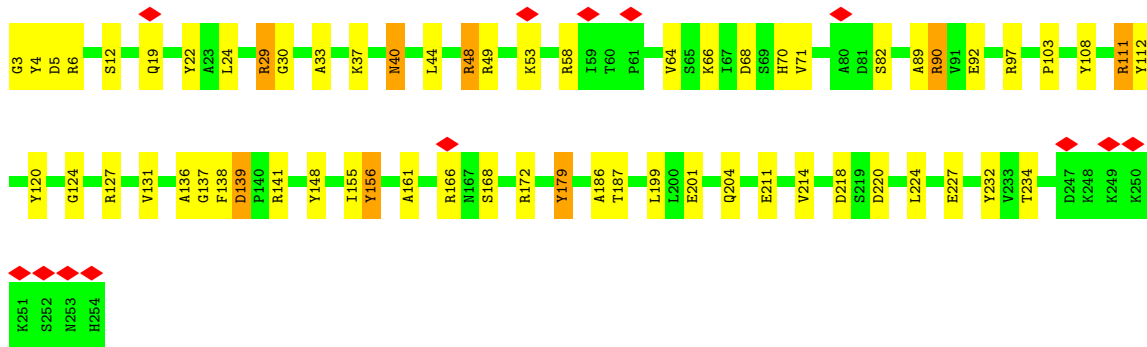 G3 Y4 D5 R6 S12 Q19 Y22 A23 L24 R29 G30 A33 K37 N40 L44 R48 R49 K53 R58 I59 T60 P61 V64 S65 K66 I67 D68 S69 H70 V71 A80 D81 S82 A89 R90 V91 E92 R97 P103 Y108 R111 Y112
Y120 G124 R127 V131 A136 G137 F138 D139 P140 R141 Y148 I155 Y156 A161 R166 N167 S168 R172 Y179 A186 T187 L199 L200 E201 Q204 E211 V214 D218 S219 D220 L224 E227 Y232 V233 T234 D247 K248 K249 K250
K251 S252 N253 H254